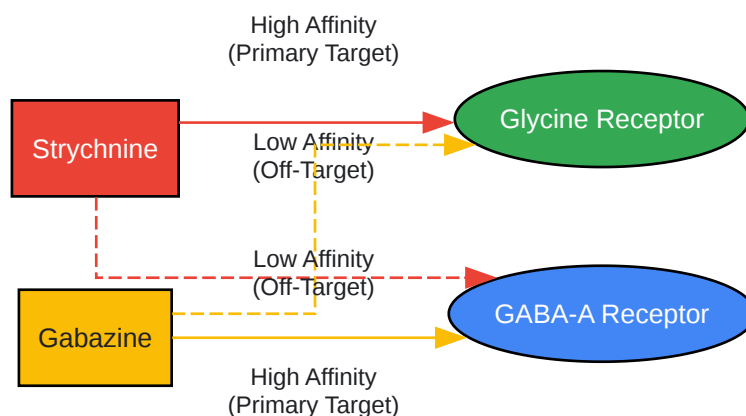 High Affinity
(Primary Target)
Strychnine
Glycine Receptor
Low Affinity
(Off-Target)
Low Affinity
(Off-Target)
Gabazine
GABA-A Receptor
High Affinity
(Primary Target)